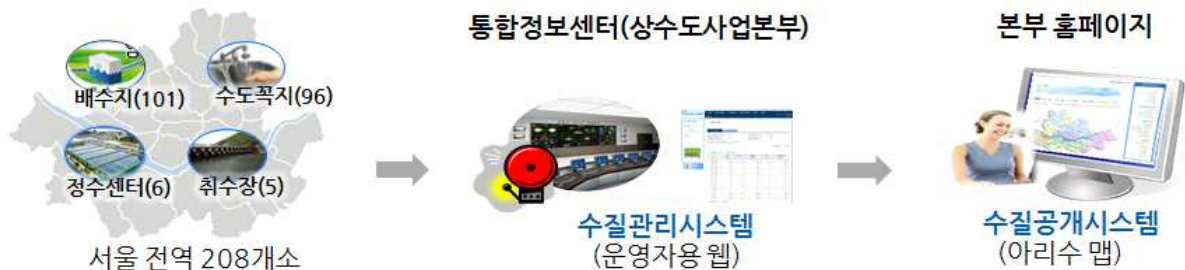 통합정보센터(상수도사업본부)
본부 홈페이지
배수지(101)
수도꼭지(96)
정수센터(6)
취수장(5)
서울 전역 208개소
수질관리시스템
(운영자용 웹)
수질공개시스템
(아리수 맵)